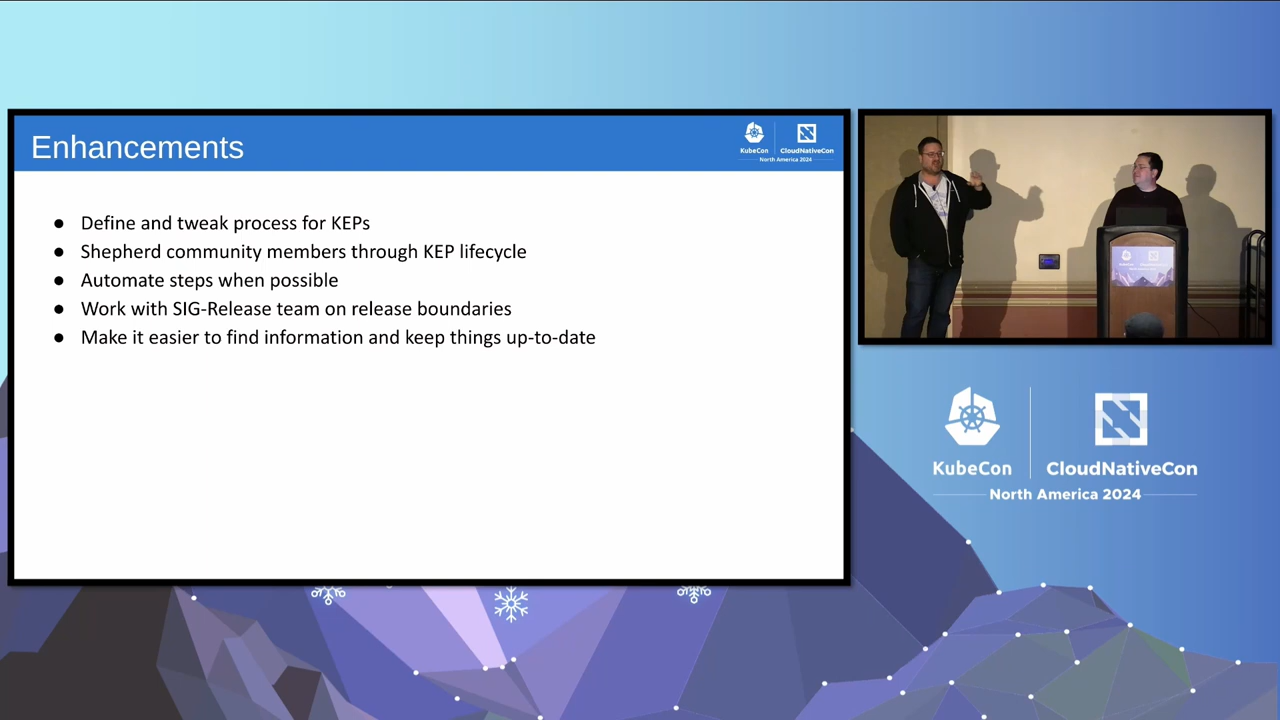 Enhancements
KubeCon
CloudNativeCon
North America 2024
● Define and tweak process for KEPs
● Shepherd community members through KEP lifecycle
● Automate steps when possible
● Work with SIG-Release team on release boundaries
● Make it easier to find information and keep things up-to-date
KubeCon
CloudNativeCon
North America 2024